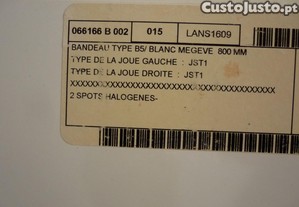 CustoJusto.pt
066166 B 002 015 LANS1609
BANDEAU TYPE B5/ BLANC MEGEVE 800 MM
TYPE DE LA JOUE GAUCHE : JST1
TYPE DE LA JOUE DROITE : JST1
XXXXXXXXXXXXXXXXXXXXXXXXXXXXXXXXXX
2 SPOTS HALOGENES-